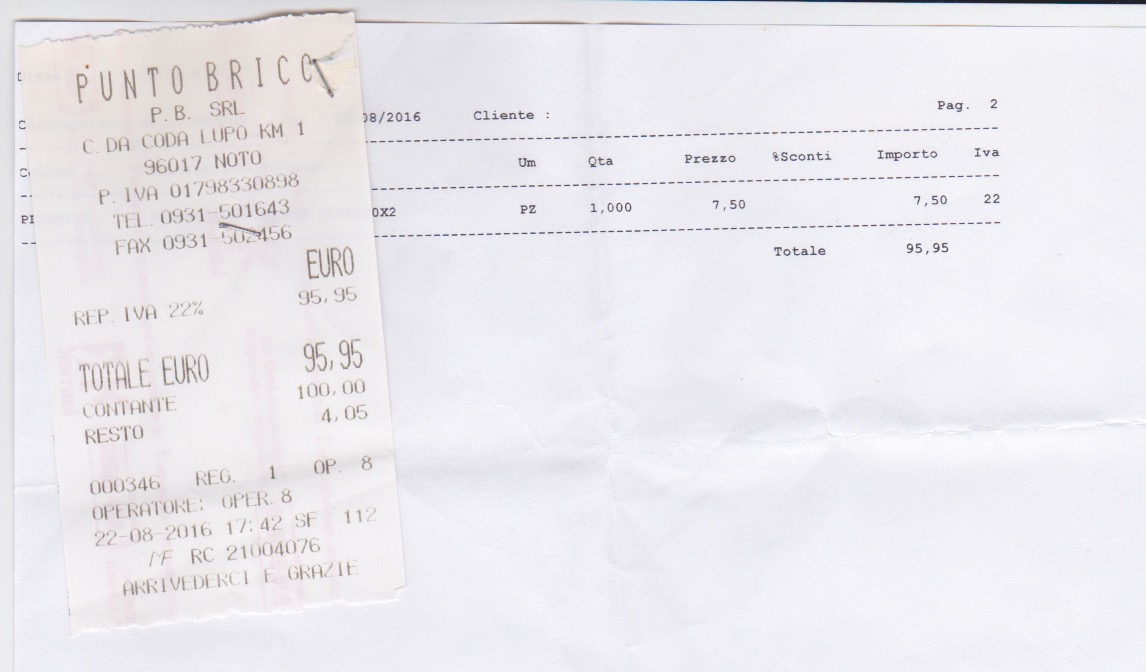 PUNTO BRICO
P.B. SRL
C.DA CODA LUPO KM 1
96017 NOTO
P. IVA 01798330898
TEL. 0931-501643
FAX 0931-502456
EURO
REP. IVA 22% 95,95
TOTALE EURO 95,95
CONTANTE 100,00
RESTO 4,05
000346 REG. 1 OP. 8
OPERATORE: OPER. 8
22-08-2016 17:42 SF 112
MF RC 21004076
ARRIVEDERCI E GRAZIE
Pag. 2
08/2016 Cliente :
Um Qta Prezzo %Sconti Importo Iva
0X2 PZ 1,000 7,50 7,50 22
Totale 95,95